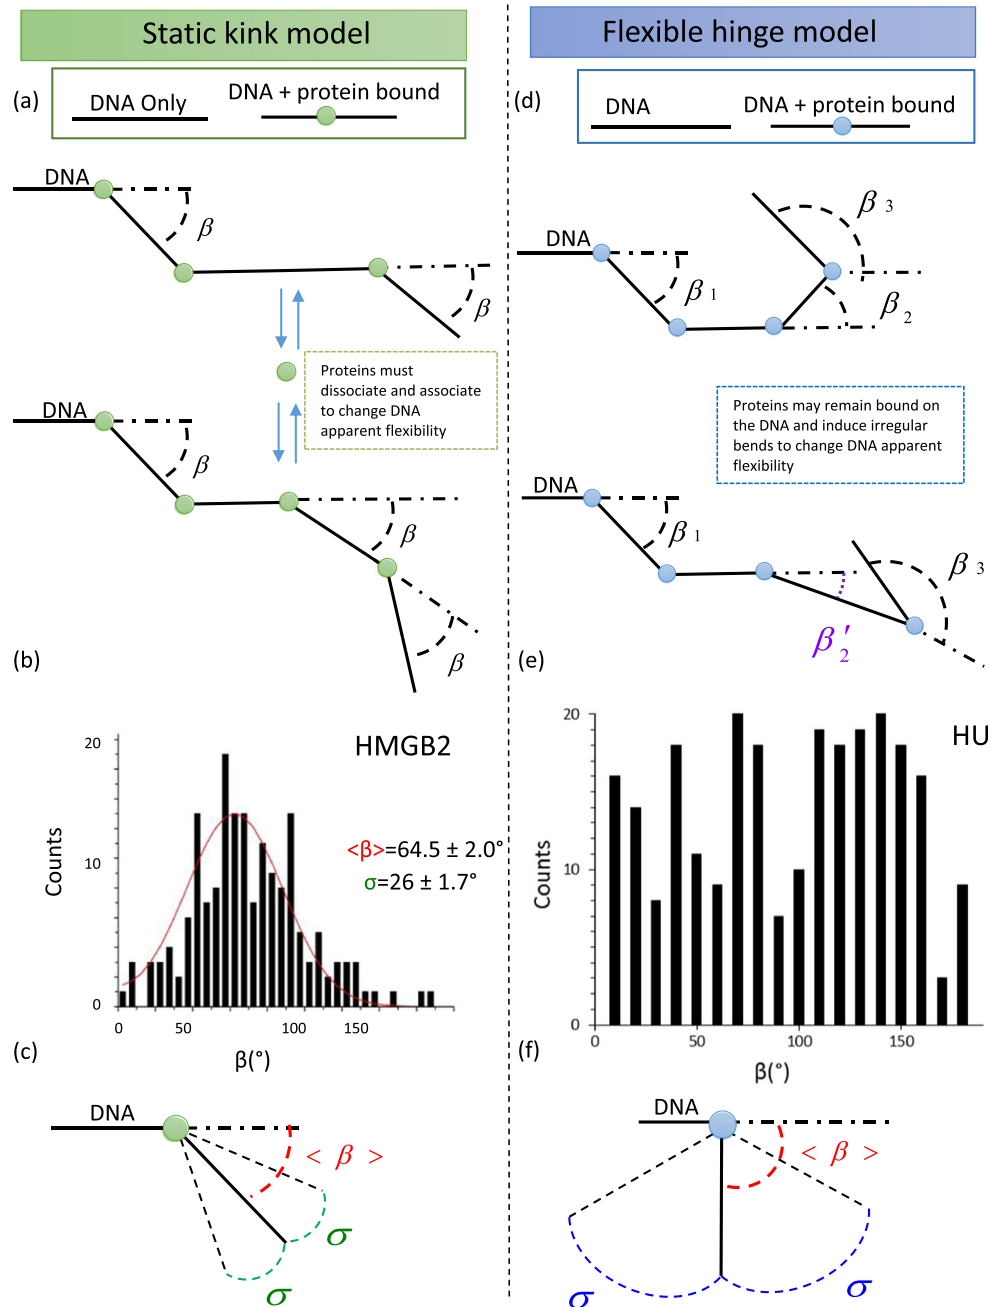 Static kink model
(a)
DNA Only
DNA + protein bound
DNA
β
β
Proteins must
dissociate and associate
to change DNA
apparent flexibility
DNA
β
β
β
(b)
HMGB2
<β>=64.5 ± 2.0°
σ=26 ± 1.7°
Counts
20
10
0
0 50 100 150
β(°)
(c)
DNA
< β >
σ
σ
Flexible hinge model
(d)
DNA
DNA + protein bound
DNA
β 1
β 2
β 3
Proteins may remain bound on
the DNA and induce irregular
bends to change DNA apparent
flexibility
DNA
β 1
β 2′
β 3
(e)
HU
Counts
20
10
0
0 50 100 150
β(°)
(f)
DNA
< β >
σ
σ